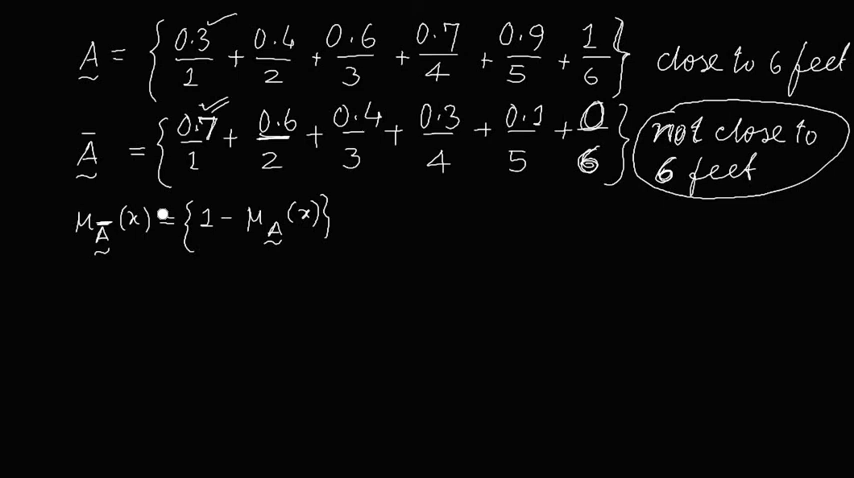 A̰ = { 0.3/1 + 0.4/2 + 0.6/3 + 0.7/4 + 0.9/5 + 1/6 } close to 6 feet
Ā̰ = { 0.7/1 + 0.6/2 + 0.4/3 + 0.3/4 + 0.1/5 + 0/6 } not close to 6 feet
μ_Ā̰(x) = { 1 - μ_A̰(x) }